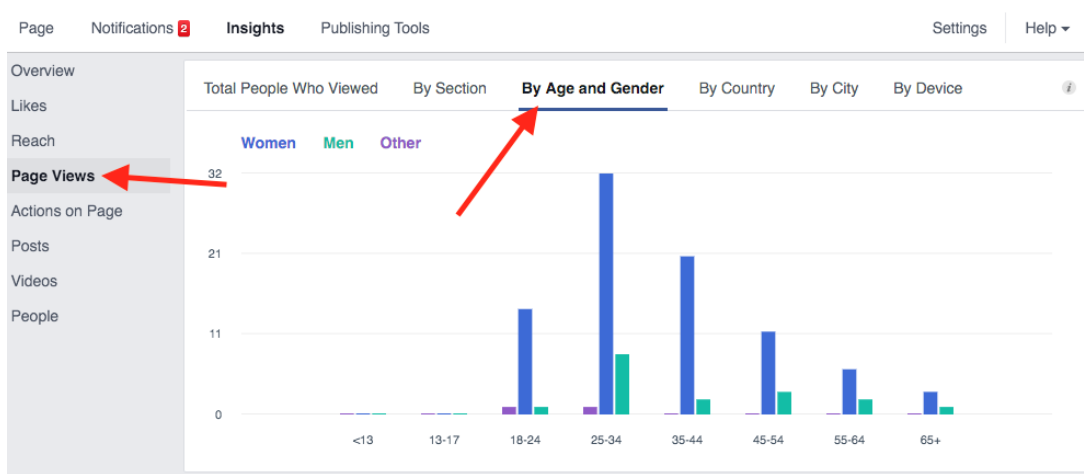 Page Notifications 2 Insights Publishing Tools Settings Help
Overview
Likes
Reach
Page Views
Actions on Page
Posts
Videos
People
Total People Who Viewed By Section By Age and Gender By Country By City By Device i
Women Men Other
32
21
11
0
<13 13-17 18-24 25-34 35-44 45-54 55-64 65+